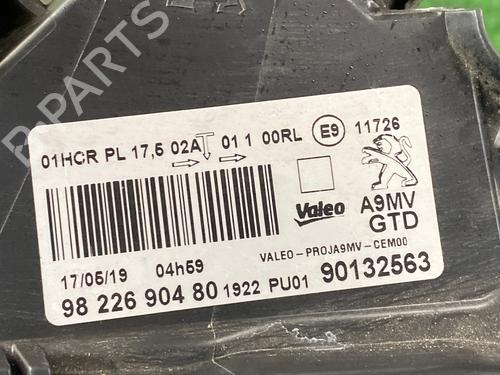 B-PARTS
01HCR PL 17,5 02A 01 1 00RL E9 11726
Valeo
A9MV
GTD
VALEO-PROJA9MV-CEM00
17/05/19 04h59
98 226 904 80 1922 PU01 90132563